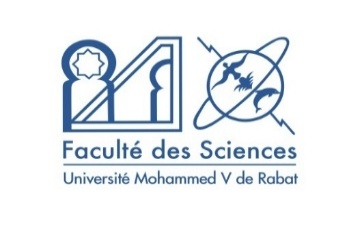 Faculté des Sciences
Université Mohammed V de Rabat